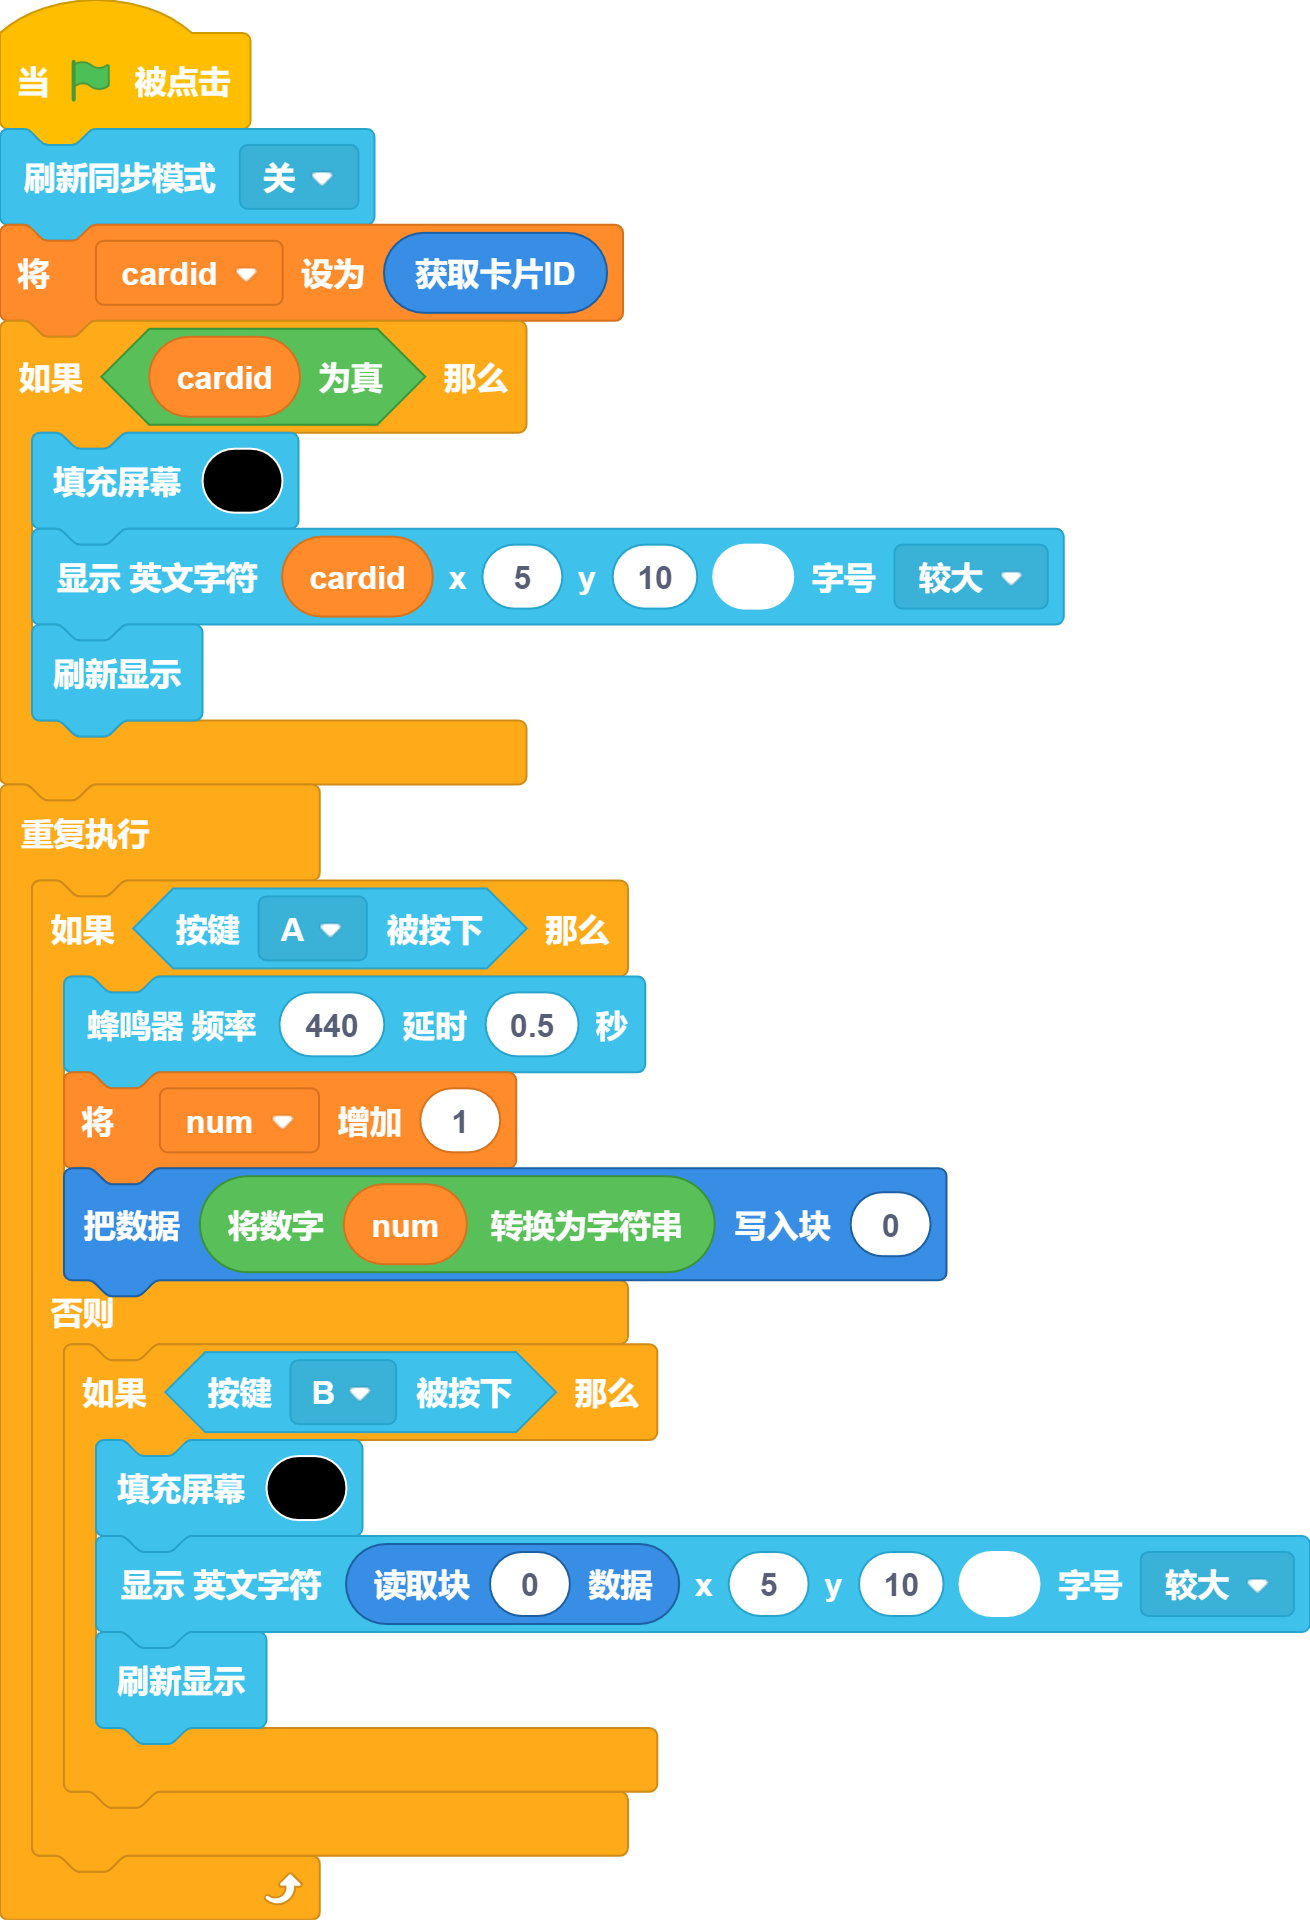 当 被点击
刷新同步模式 关
将 cardid 设为 获取卡片ID
如果 cardid 为真 那么
填充屏幕
显示 英文字符 cardid x 5 y 10 字号 较大
刷新显示
重复执行
如果 按键 A 被按下 那么
蜂鸣器 频率 440 延时 0.5 秒
将 num 增加 1
把数据 将数字 num 转换为字符串 写入块 0
否则
如果 按键 B 被按下 那么
填充屏幕
显示 英文字符 读取块 0 数据 x 5 y 10 字号 较大
刷新显示